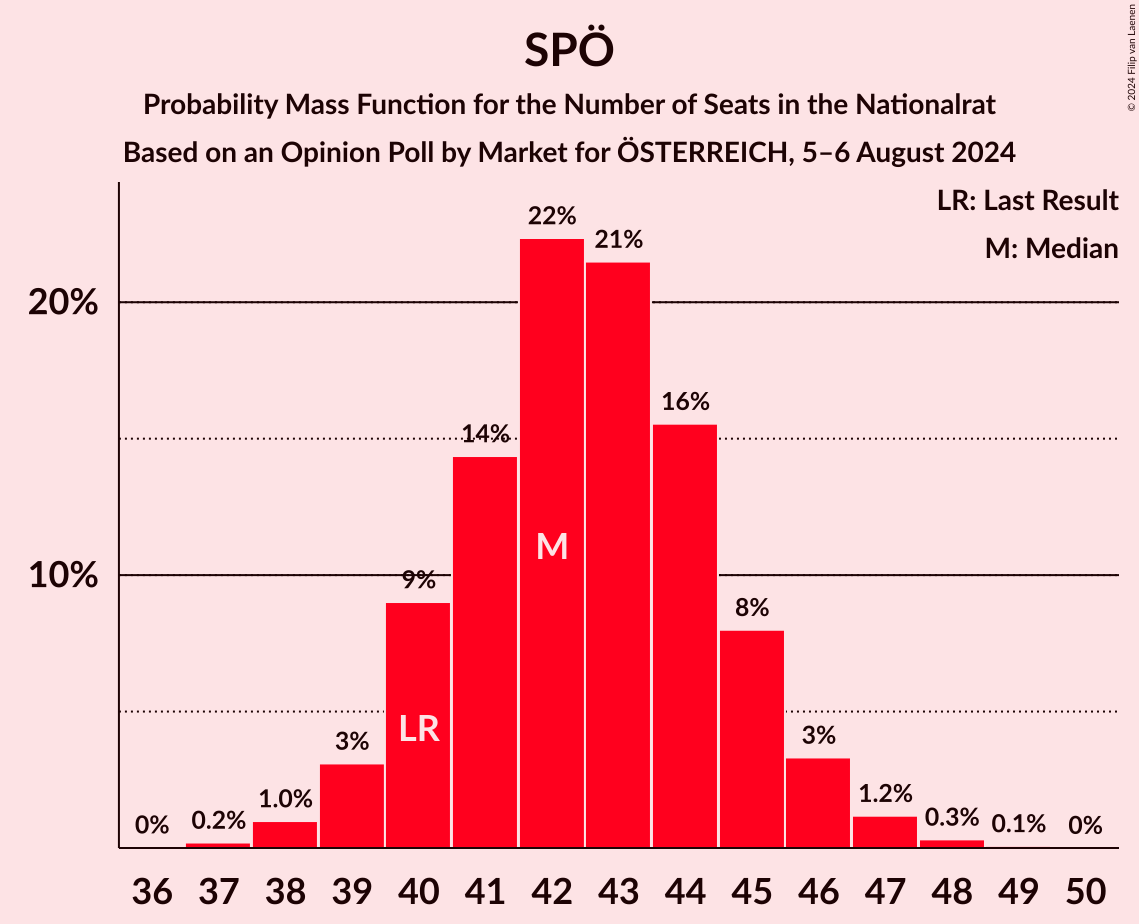 SPÖ
Probability Mass Function for the Number of Seats in the Nationalrat
Based on an Opinion Poll by Market for ÖSTERREICH, 5–6 August 2024
© 2024 Filip van Laenen
LR: Last Result
M: Median
20%
10%
0%
0.2%
1.0%
3%
9%
14%
22%
21%
16%
8%
3%
1.2%
0.3%
0.1%
0%
LR
M
36 37 38 39 40 41 42 43 44 45 46 47 48 49 50